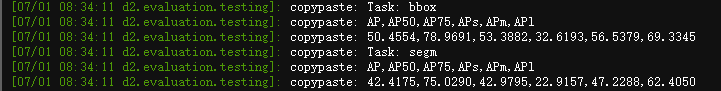 [07/01 08:34:11 d2.evaluation.testing]: copypaste: Task: bbox
[07/01 08:34:11 d2.evaluation.testing]: copypaste: AP,AP50,AP75,APs,APm,APl
[07/01 08:34:11 d2.evaluation.testing]: copypaste: 50.4554,78.9691,53.3882,32.6193,56.5379,69.3345
[07/01 08:34:11 d2.evaluation.testing]: copypaste: Task: segm
[07/01 08:34:11 d2.evaluation.testing]: copypaste: AP,AP50,AP75,APs,APm,APl
[07/01 08:34:11 d2.evaluation.testing]: copypaste: 42.4175,75.0290,42.9795,22.9157,47.2288,62.4050